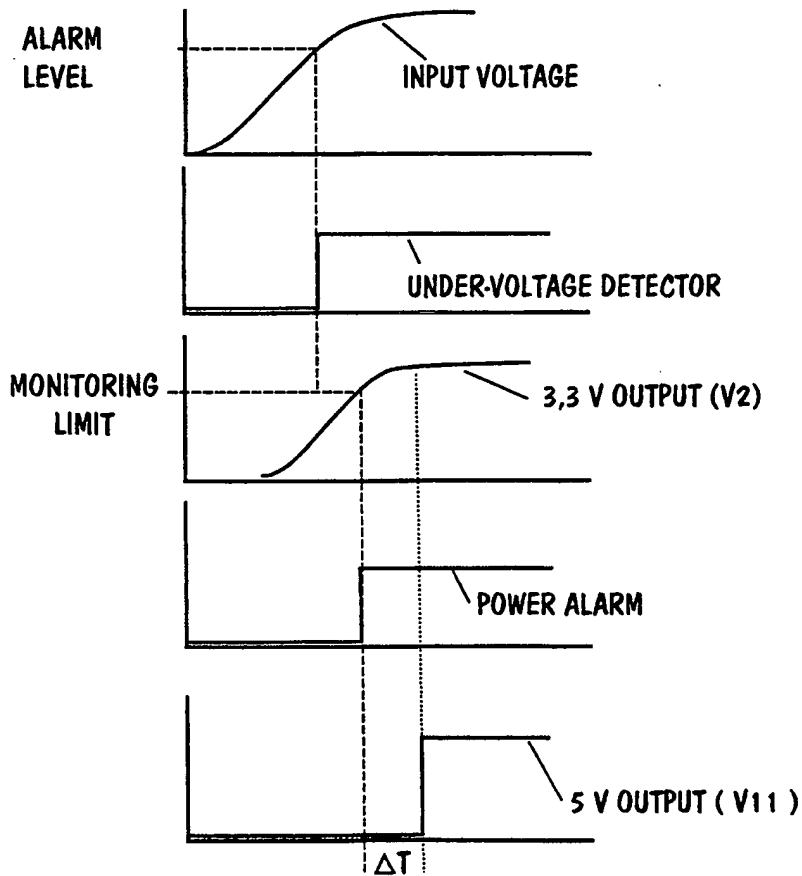 ALARM
LEVEL
INPUT VOLTAGE
UNDER-VOLTAGE DETECTOR
MONITORING
LIMIT
3,3 V OUTPUT (V2)
POWER ALARM
5 V OUTPUT ( V11 )
ΔT